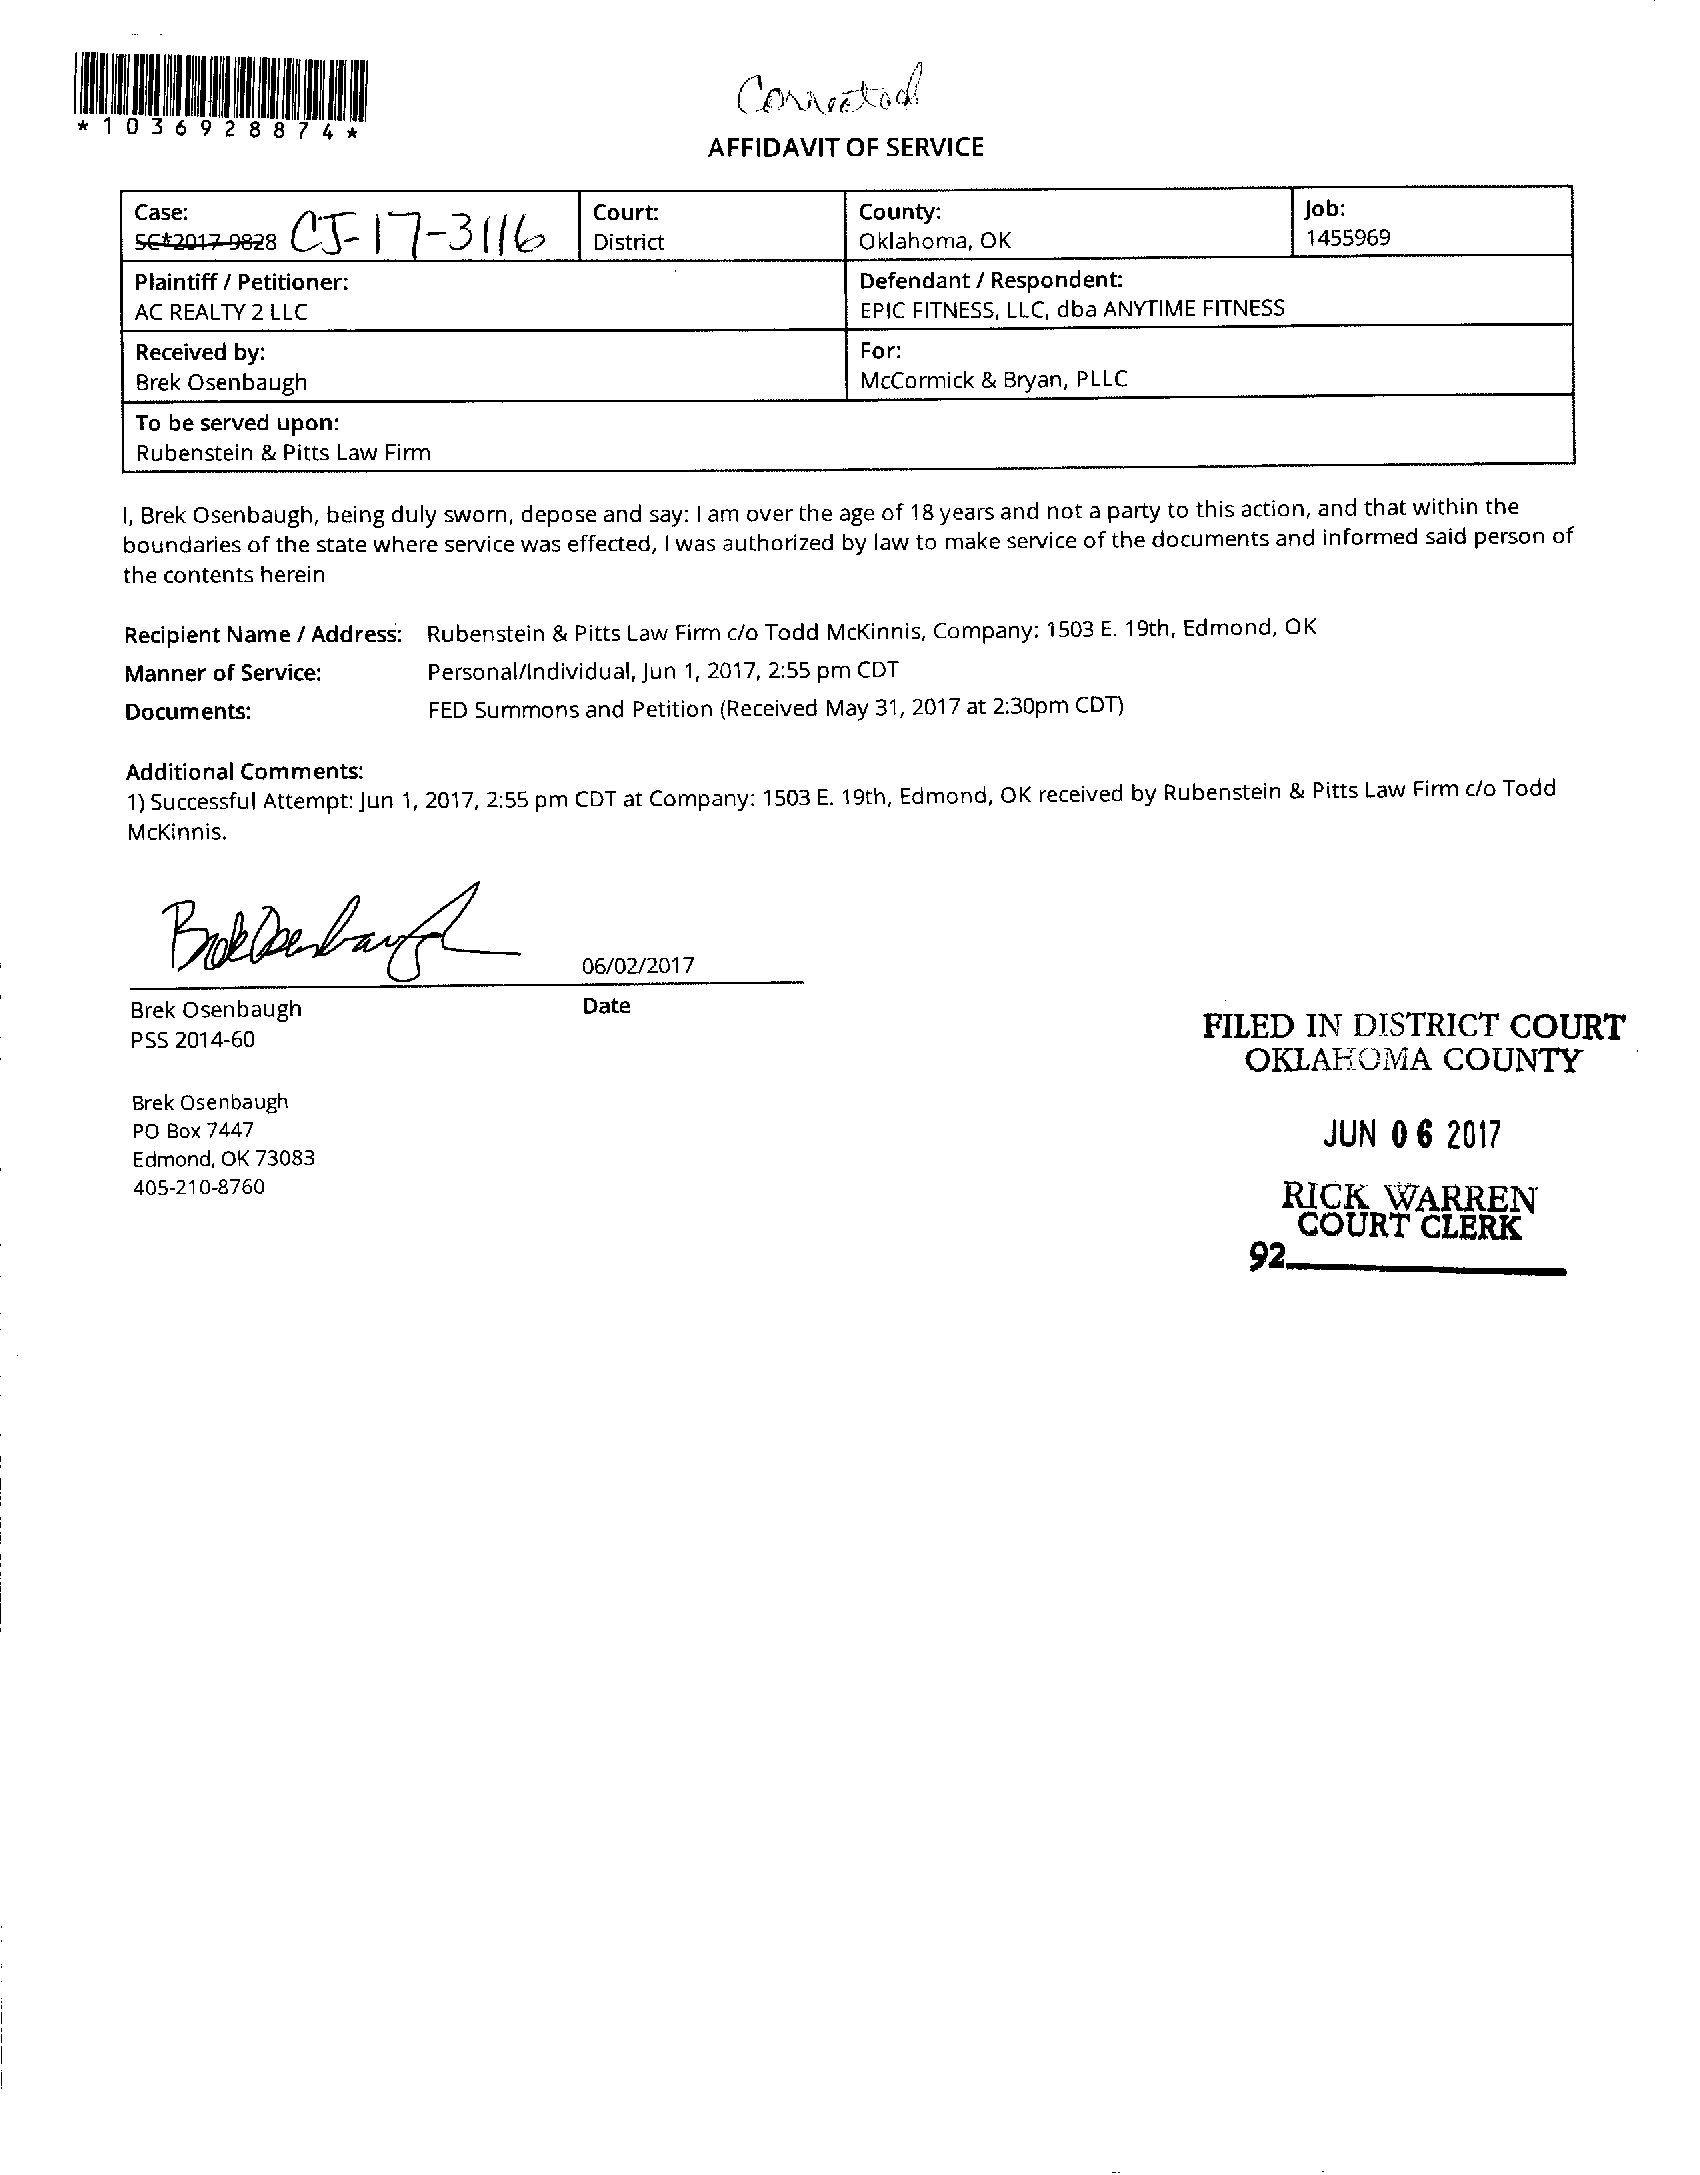 *1036928874*
Corrected
AFFIDAVIT OF SERVICE
Case:
SC*2017-9828 CJ-17-3116
Court:
District
County:
Oklahoma, OK
Job:
1455969
Plaintiff / Petitioner:
AC REALTY 2 LLC
Defendant / Respondent:
EPIC FITNESS, LLC, dba ANYTIME FITNESS
Received by:
Brek Osenbaugh
For:
McCormick & Bryan, PLLC
To be served upon:
Rubenstein & Pitts Law Firm
I, Brek Osenbaugh, being duly sworn, depose and say: I am over the age of 18 years and not a party to this action, and that within the
boundaries of the state where service was effected, I was authorized by law to make service of the documents and informed said person of
the contents herein
Recipient Name / Address: Rubenstein & Pitts Law Firm c/o Todd McKinnis, Company: 1503 E. 19th, Edmond, OK
Manner of Service: Personal/Individual, Jun 1, 2017, 2:55 pm CDT
Documents: FED Summons and Petition (Received May 31, 2017 at 2:30pm CDT)
Additional Comments:
1) Successful Attempt: Jun 1, 2017, 2:55 pm CDT at Company: 1503 E. 19th, Edmond, OK received by Rubenstein & Pitts Law Firm c/o Todd
McKinnis.
Brek Osenbaugh
06/02/2017
Brek Osenbaugh
Date
PSS 2014-60
Brek Osenbaugh
PO Box 7447
Edmond, OK 73083
405-210-8760
FILED IN DISTRICT COURT
OKLAHOMA COUNTY
JUN 06 2017
RICK WARREN
COURT CLERK
92